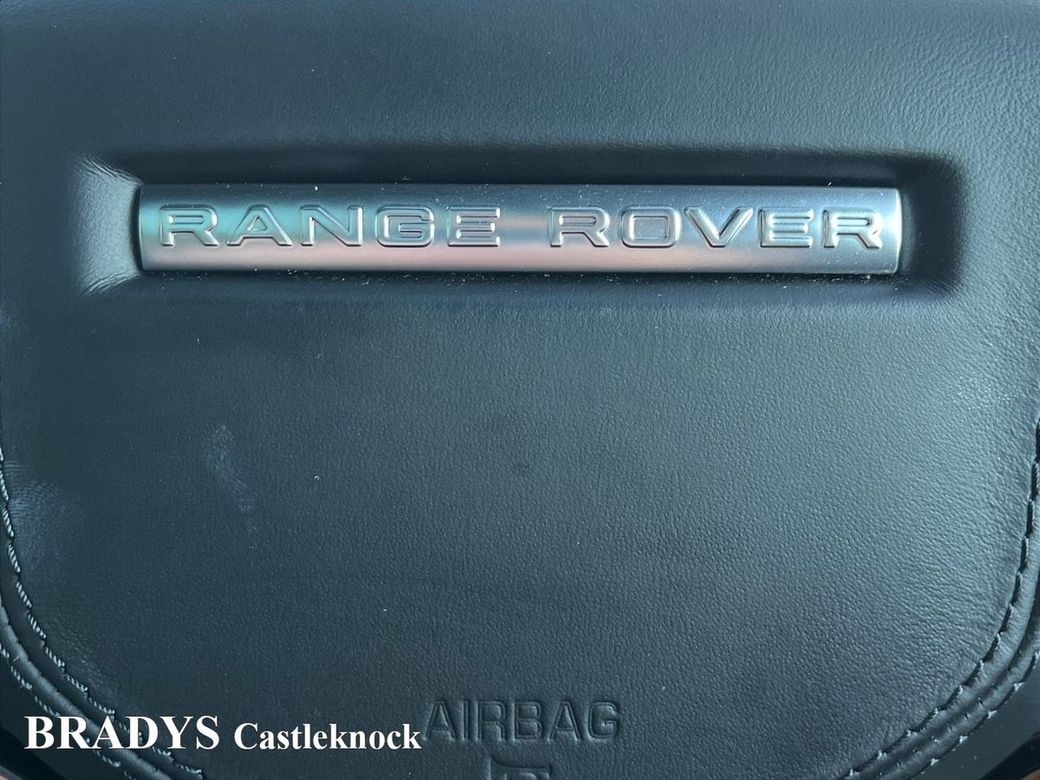 RANGE ROVER
AIRBAG
BRADYS Castleknock